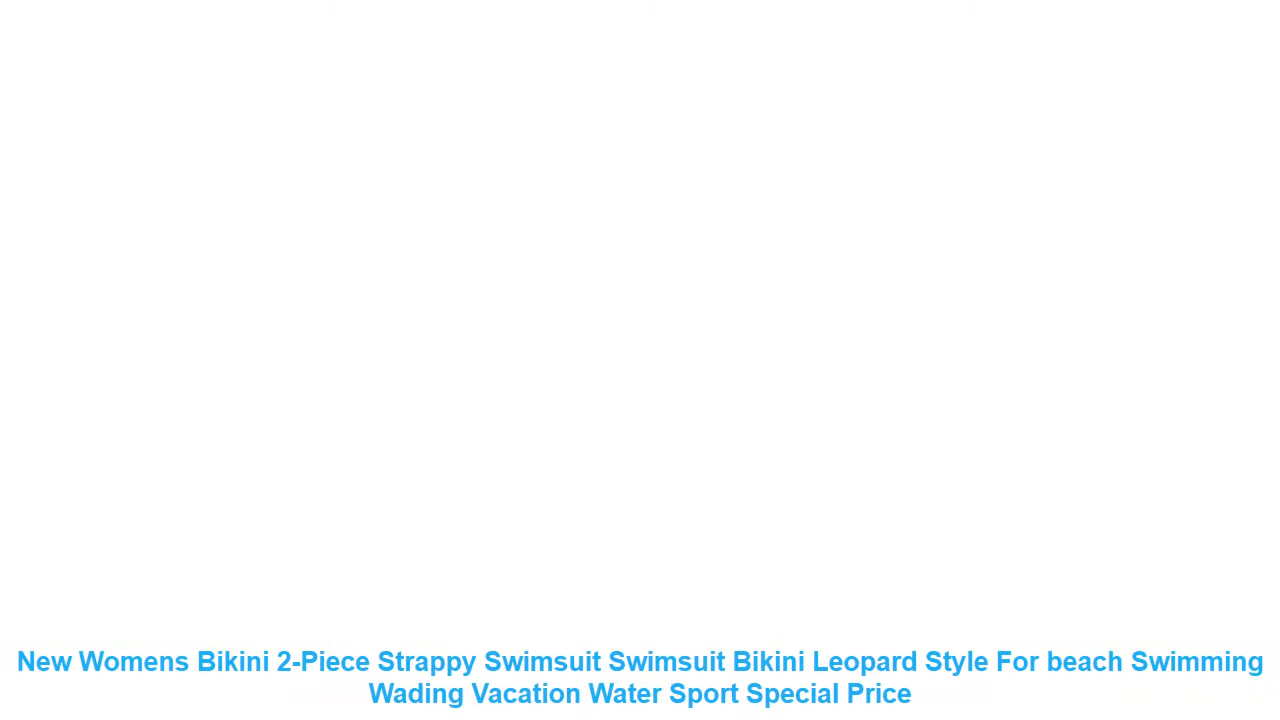 New Womens Bikini 2-Piece Strappy Swimsuit Swimsuit Bikini Leopard Style For beach Swimming
Wading Vacation Water Sport Special Price